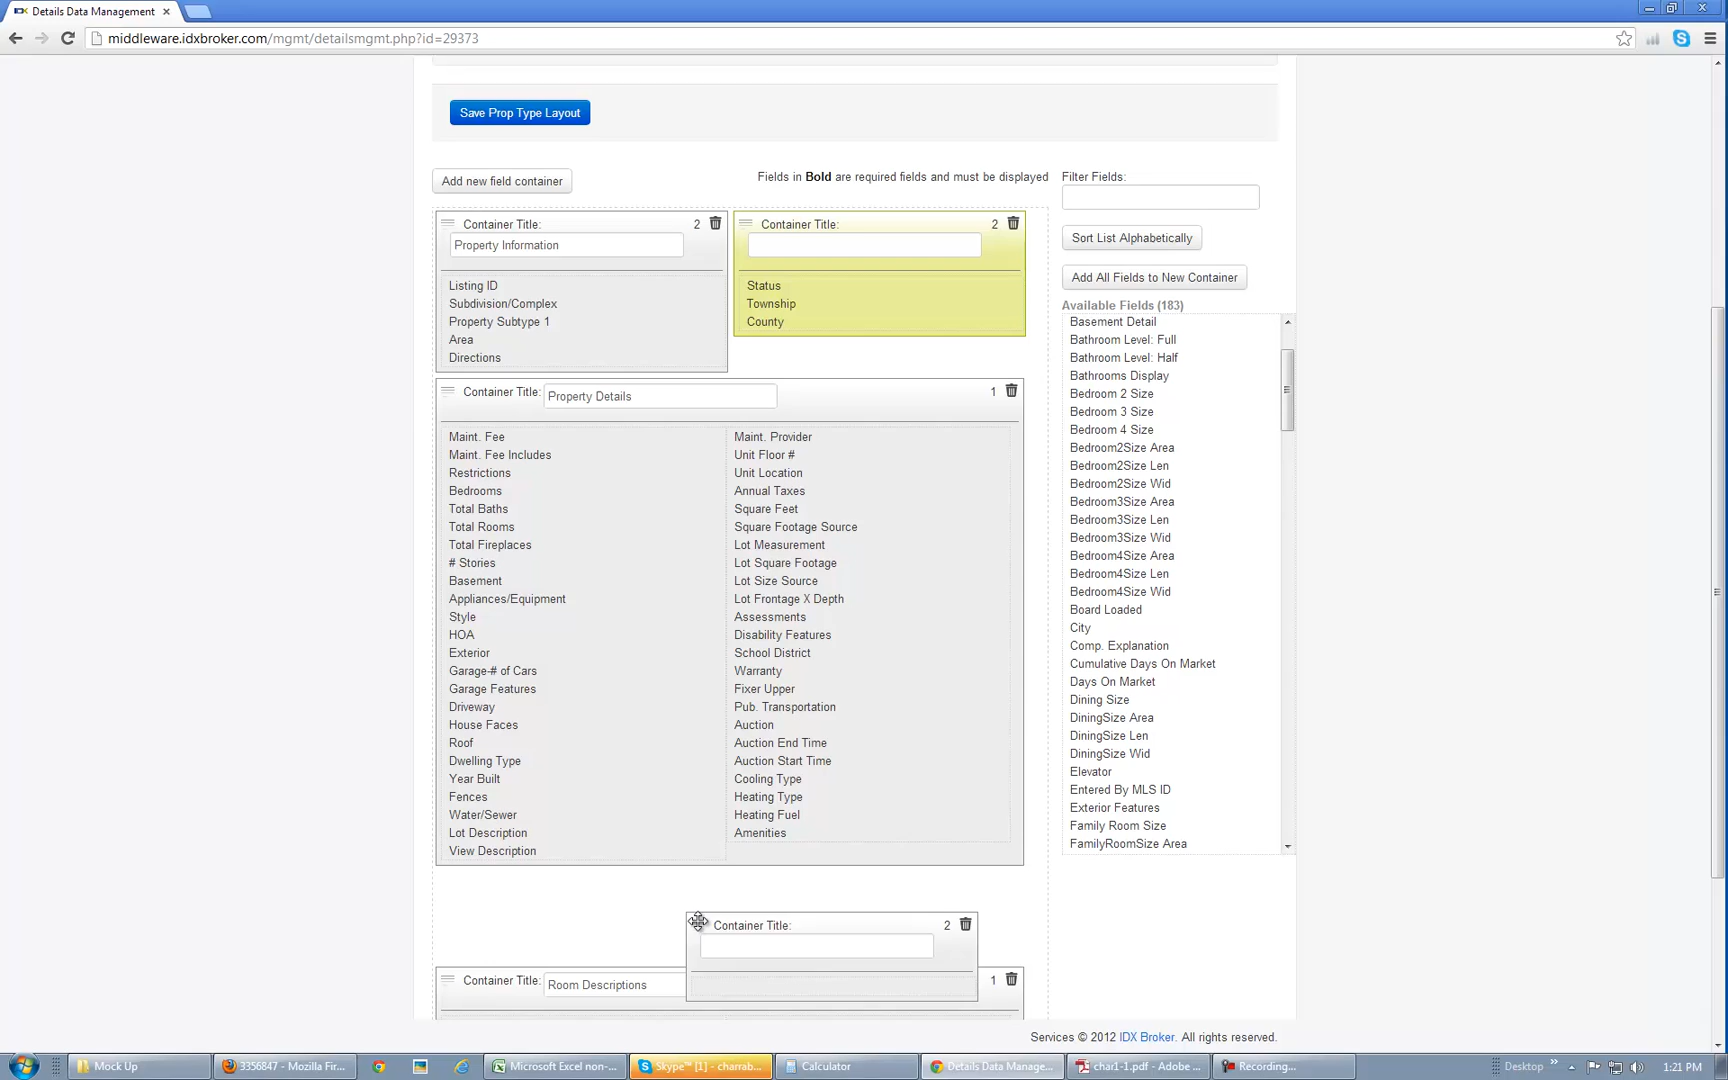 Details Data Management
middleware.idxbroker.com/mgmt/detailsmgmt.php?id=29373
Save Prop Type Layout
Add new field container
Fields in Bold are required fields and must be displayed
Filter Fields:
Container Title: 2
Property Information
Listing ID
Subdivision/Complex
Property Subtype 1
Area
Directions
Container Title: 2
Status
Township
County
Sort List Alphabetically
Add All Fields to New Container
Available Fields (183)
Container Title: Property Details 1
Maint. Fee
Maint. Fee Includes
Restrictions
Bedrooms
Total Baths
Total Rooms
Total Fireplaces
# Stories
Basement
Appliances/Equipment
Style
HOA
Exterior
Garage-# of Cars
Garage Features
Driveway
House Faces
Roof
Dwelling Type
Year Built
Fences
Water/Sewer
Lot Description
View Description
Maint. Provider
Unit Floor #
Unit Location
Annual Taxes
Square Feet
Square Footage Source
Lot Measurement
Lot Square Footage
Lot Size Source
Lot Frontage X Depth
Assessments
Disability Features
School District
Warranty
Fixer Upper
Pub. Transportation
Auction
Auction End Time
Auction Start Time
Cooling Type
Heating Type
Heating Fuel
Amenities
Basement Detail
Bathroom Level: Full
Bathroom Level: Half
Bathrooms Display
Bedroom 2 Size
Bedroom 3 Size
Bedroom 4 Size
Bedroom2Size Area
Bedroom2Size Len
Bedroom2Size Wid
Bedroom3Size Area
Bedroom3Size Len
Bedroom3Size Wid
Bedroom4Size Area
Bedroom4Size Len
Bedroom4Size Wid
Board Loaded
City
Comp. Explanation
Cumulative Days On Market
Days On Market
Dining Size
DiningSize Area
DiningSize Len
DiningSize Wid
Elevator
Entered By MLS ID
Exterior Features
Family Room Size
FamilyRoomSize Area
Container Title: 2
Container Title: Room Descriptions 1
Services © 2012 IDX Broker. All rights reserved.
Mock Up
3356847 - Mozilla Fir...
Microsoft Excel non-...
Skype™ [1] - charrab...
Calculator
Details Data Manage...
char1-1.pdf - Adobe ...
Recording...
Desktop
1:21 PM